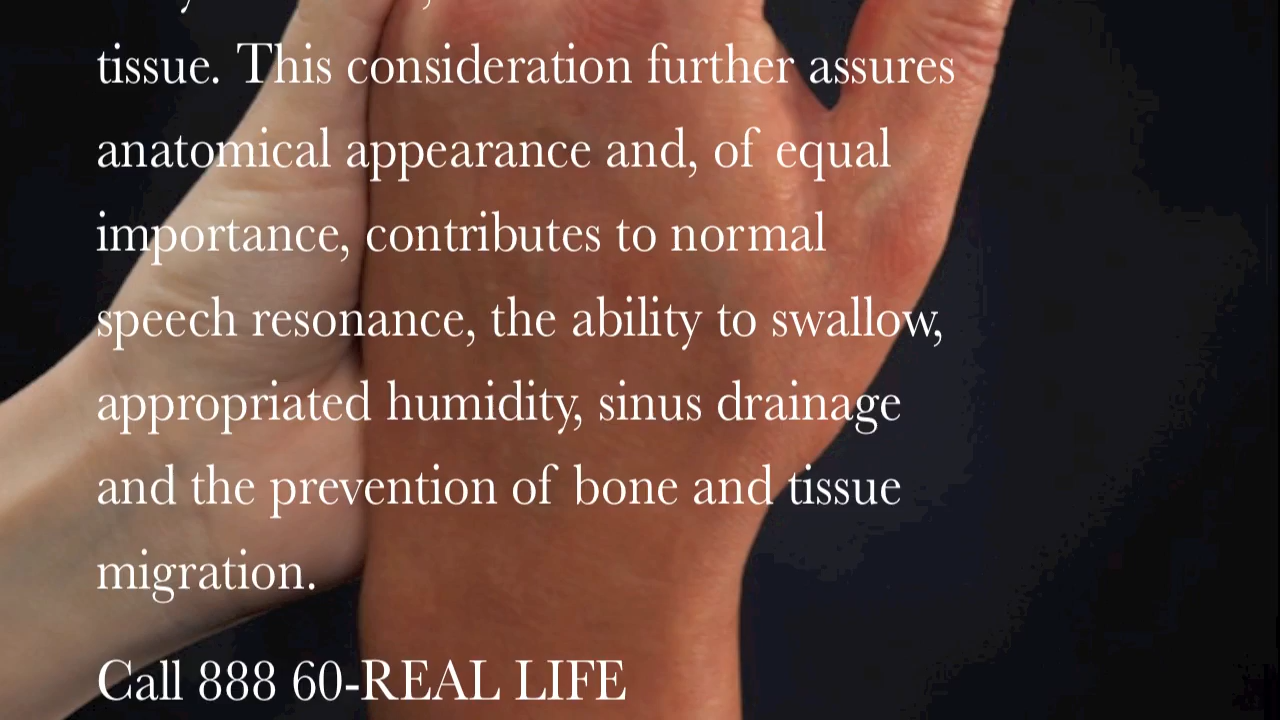 tissue. This consideration further assures
anatomical appearance and, of equal
importance, contributes to normal
speech resonance, the ability to swallow,
appropriated humidity, sinus drainage
and the prevention of bone and tissue
migration.
Call 888 60-REAL LIFE